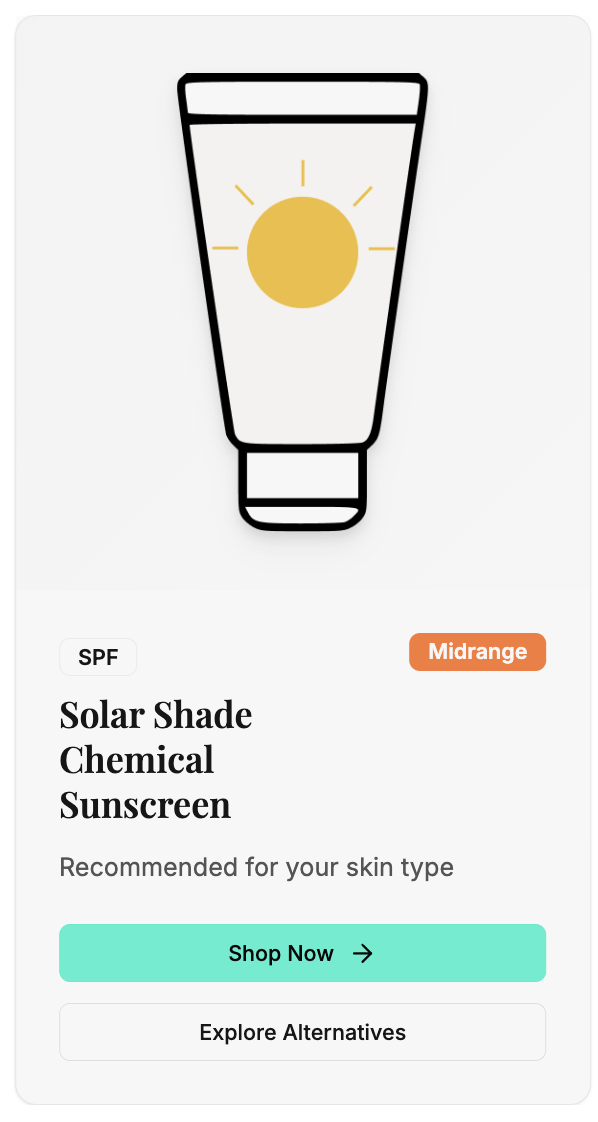 SPF
Midrange
Solar Shade
Chemical
Sunscreen
Recommended for your skin type
Shop Now
Explore Alternatives